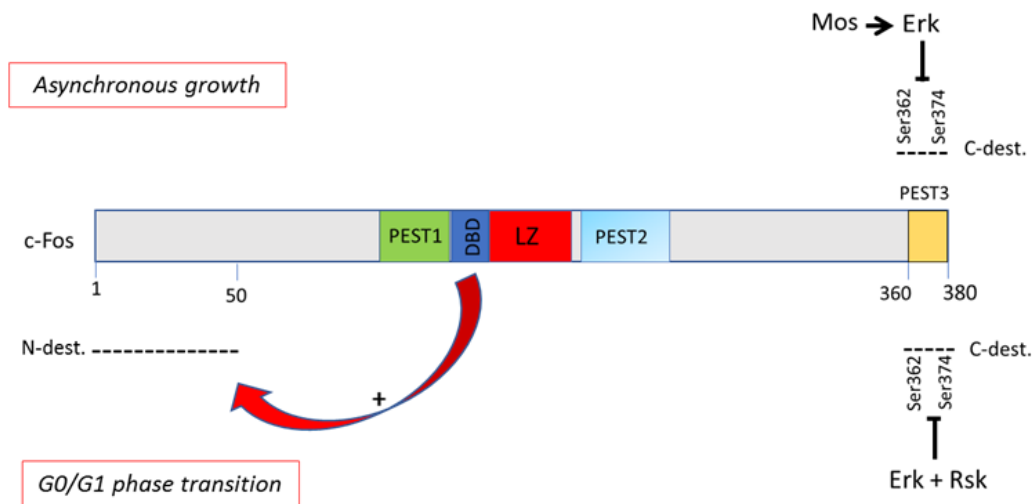 Mos Erk
Asynchronous growth
Ser362
Ser374
C-dest.
PEST3
c-Fos
PEST1
DBD
LZ
PEST2
1
50
360
380
N-dest.
C-dest.
Ser362
Ser374
+
G0/G1 phase transition
Erk + Rsk